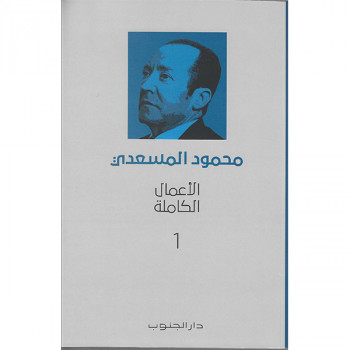 محمود المسعدي
الأعمال
الكاملة
1
دار الجنوب